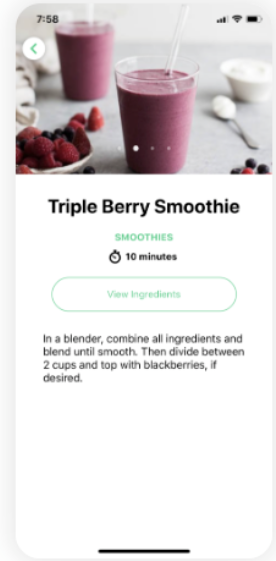 7:58
Triple Berry Smoothie
SMOOTHIES
10 minutes
View Ingredients
In a blender, combine all ingredients and
blend until smooth. Then divide between
2 cups and top with blackberries, if
desired.